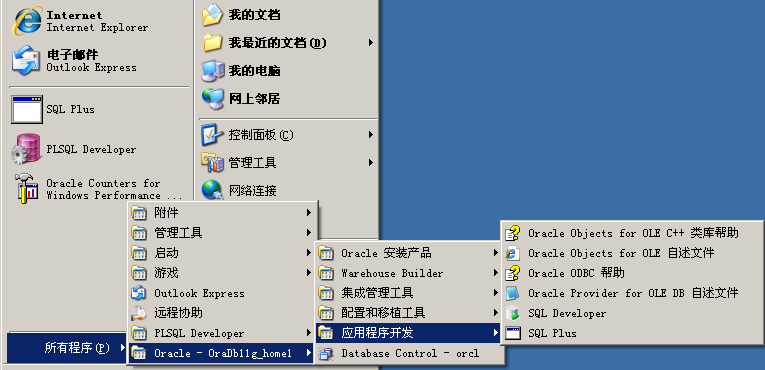 Internet
Internet Explorer
电子邮件
Outlook Express
SQL Plus
PLSQL Developer
Oracle Counters for
Windows Performance ...
所有程序(P)
我的文档
我最近的文档(D)
我的电脑
网上邻居
控制面板(C)
管理工具
网络连接
附件
管理工具
启动
游戏
Outlook Express
远程协助
PLSQL Developer
Oracle - OraDb11g_home1
Oracle 安装产品
Warehouse Builder
集成管理工具
配置和移植工具
应用程序开发
Database Control - orcl
Oracle Objects for OLE C++ 类库帮助
Oracle Objects for OLE 自述文件
Oracle ODBC 帮助
Oracle Provider for OLE DB 自述文件
SQL Developer
SQL Plus